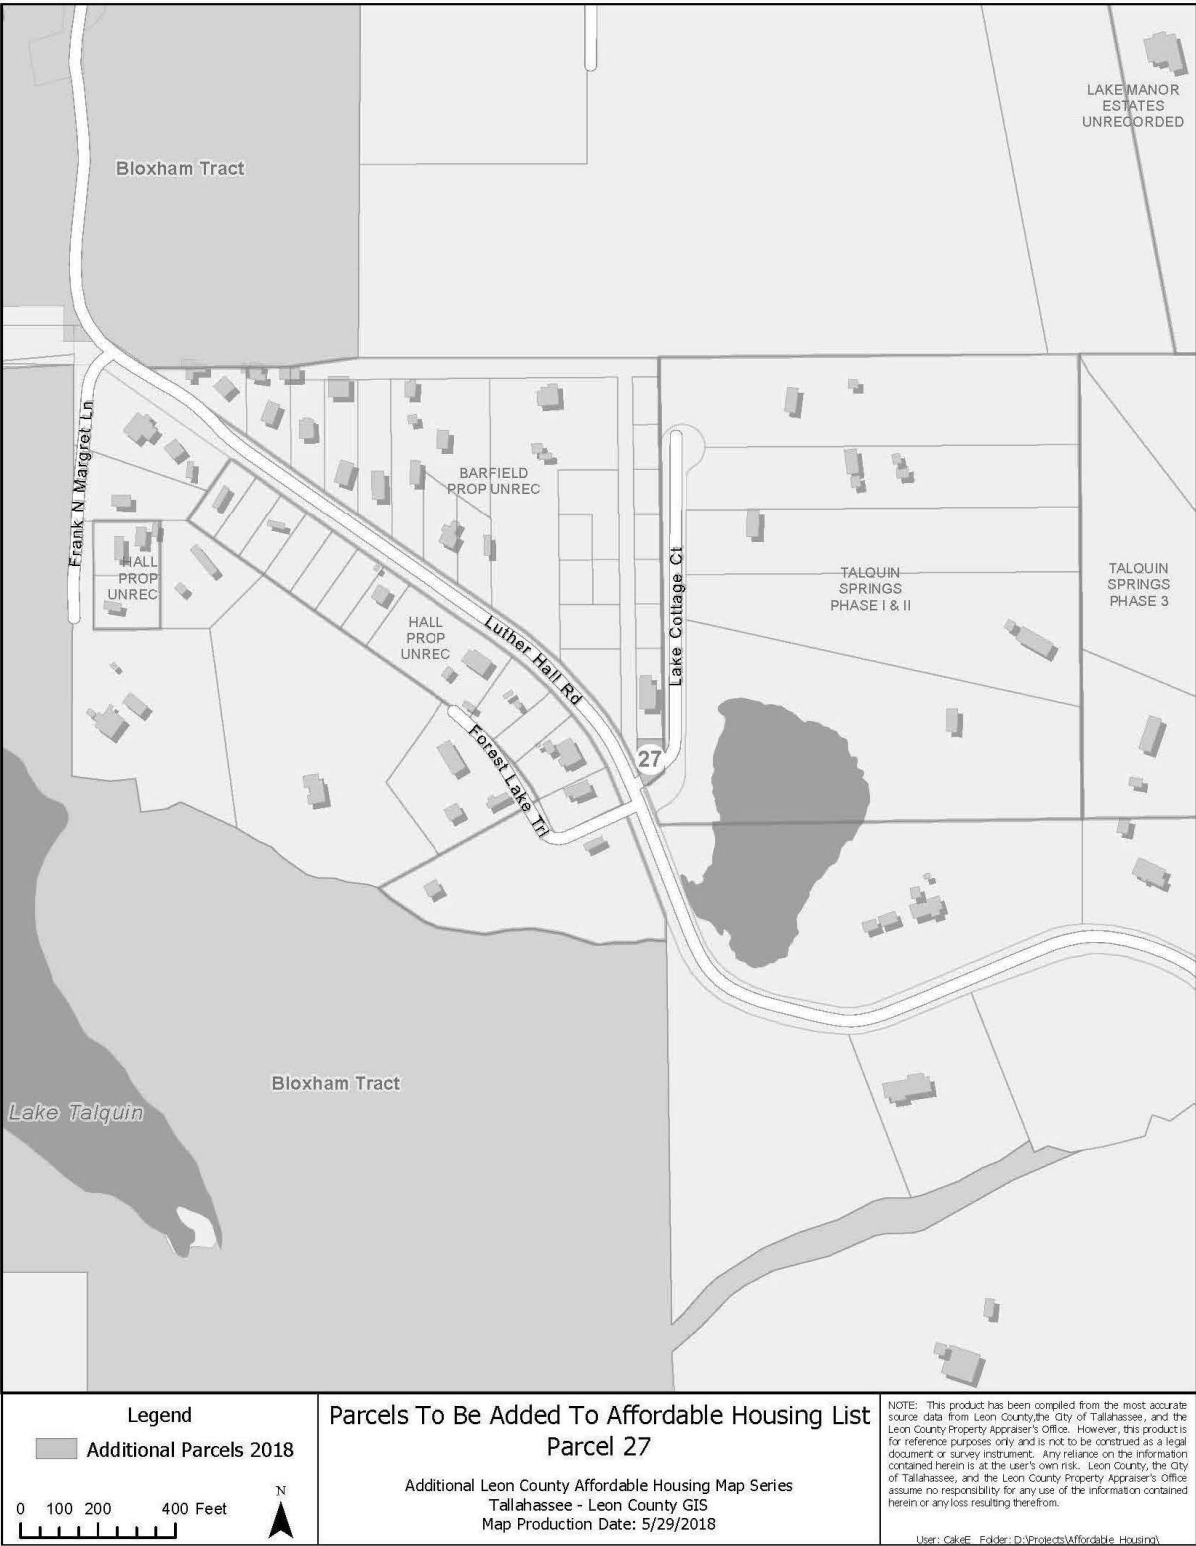 LAKE MANOR
ESTATES
UNRECORDED
Bloxham Tract
Frank N Margret Ln
BARFIELD
PROP UNREC
HALL
PROP
UNREC
Lake Cottage Ct
TALQUIN
SPRINGS
PHASE I & II
TALQUIN
SPRINGS
PHASE 3
HALL
PROP
UNREC
Luther Hall Rd
Forest Lake Trl
27
Bloxham Tract
Lake Talquin
Legend
Additional Parcels 2018
0 100 200 400 Feet
N
Parcels To Be Added To Affordable Housing List
Parcel 27
Additional Leon County Affordable Housing Map Series
Tallahassee - Leon County GIS
Map Production Date: 5/29/2018
NOTE: This product has been compiled from the most accurate
source data from Leon County,the City of Tallahassee, and the
Leon County Property Appraiser's Office. However, this product is
for reference purposes only and is not to be construed as a legal
document or survey instrument. Any reliance on the information
contained herein is at the user's own risk. Leon County, the City
of Tallahassee, and the Leon County Property Appraiser's Office
assume no responsibility for any use of the information contained
herein or any loss resulting therefrom.
User: CakeE Folder: D:\Projects\Affordable_Housing\